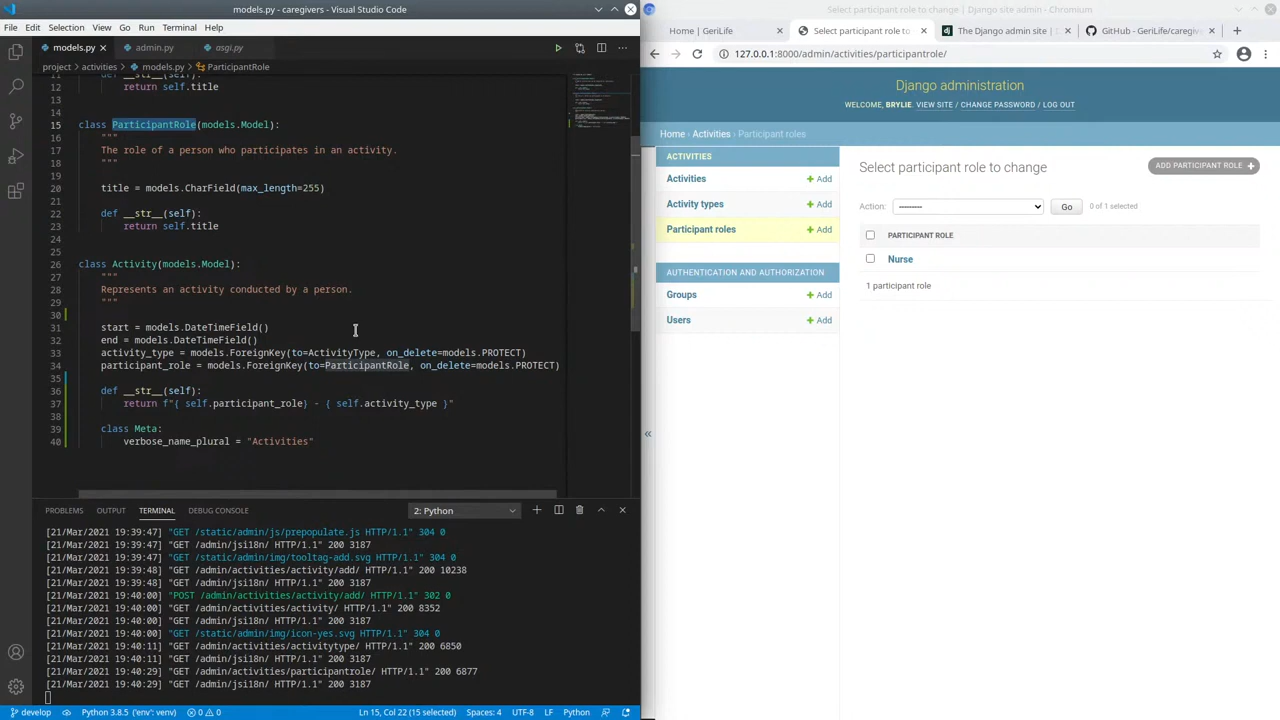 models.py - caregivers - Visual Studio Code
File Edit Selection View Go Run Terminal Help
models.py admin.py asgi.py
project › activities › models.py › ParticipantRole
11 def __str__(self):
12 return self.title
13
14
15 class ParticipantRole(models.Model):
16 """
17 The role of a person who participates in an activity.
18 """
19
20 title = models.CharField(max_length=255)
21
22 def __str__(self):
23 return self.title
24
25
26 class Activity(models.Model):
27 """
28 Represents an activity conducted by a person.
29 """
30
31 start = models.DateTimeField()
32 end = models.DateTimeField()
33 activity_type = models.ForeignKey(to=ActivityType, on_delete=models.PROTECT)
34 participant_role = models.ForeignKey(to=ParticipantRole, on_delete=models.PROTECT)
35
36 def __str__(self):
37 return f"{ self.participant_role} - { self.activity_type }"
38
39 class Meta:
40 verbose_name_plural = "Activities"
PROBLEMS OUTPUT TERMINAL DEBUG CONSOLE 2: Python
[21/Mar/2021 19:39:47] "GET /static/admin/js/prepopulate.js HTTP/1.1" 304 0
[21/Mar/2021 19:39:47] "GET /admin/jsi18n/ HTTP/1.1" 200 3187
[21/Mar/2021 19:39:47] "GET /static/admin/img/tooltag-add.svg HTTP/1.1" 304 0
[21/Mar/2021 19:39:48] "GET /admin/activities/activity/add/ HTTP/1.1" 200 10238
[21/Mar/2021 19:39:48] "GET /admin/jsi18n/ HTTP/1.1" 200 3187
[21/Mar/2021 19:40:00] "POST /admin/activities/activity/add/ HTTP/1.1" 302 0
[21/Mar/2021 19:40:00] "GET /admin/activities/activity/ HTTP/1.1" 200 8352
[21/Mar/2021 19:40:00] "GET /admin/jsi18n/ HTTP/1.1" 200 3187
[21/Mar/2021 19:40:00] "GET /static/admin/img/icon-yes.svg HTTP/1.1" 304 0
[21/Mar/2021 19:40:11] "GET /admin/activities/activitytype/ HTTP/1.1" 200 6850
[21/Mar/2021 19:40:11] "GET /admin/jsi18n/ HTTP/1.1" 200 3187
[21/Mar/2021 19:40:29] "GET /admin/activities/participantrole/ HTTP/1.1" 200 6877
[21/Mar/2021 19:40:29] "GET /admin/jsi18n/ HTTP/1.1" 200 3187
develop Python 3.8.5 ('env': venv) 0 0 Ln 15, Col 22 (15 selected) Spaces: 4 UTF-8 LF Python
Select participant role to change | Django site admin - Chromium
Home | GeriLife Select participant role to chan The Django admin site | GitHub - GeriLife/caregiv
127.0.0.1:8000/admin/activities/participantrole/
Django administration
WELCOME, BRYLIE. VIEW SITE / CHANGE PASSWORD / LOG OUT
Home › Activities › Participant roles
ACTIVITIES
Activities + Add
Activity types + Add
Participant roles + Add
AUTHENTICATION AND AUTHORIZATION
Groups + Add
Users + Add
«
Select participant role to change
ADD PARTICIPANT ROLE +
Action: --------- Go 0 of 1 selected
PARTICIPANT ROLE
Nurse
1 participant role